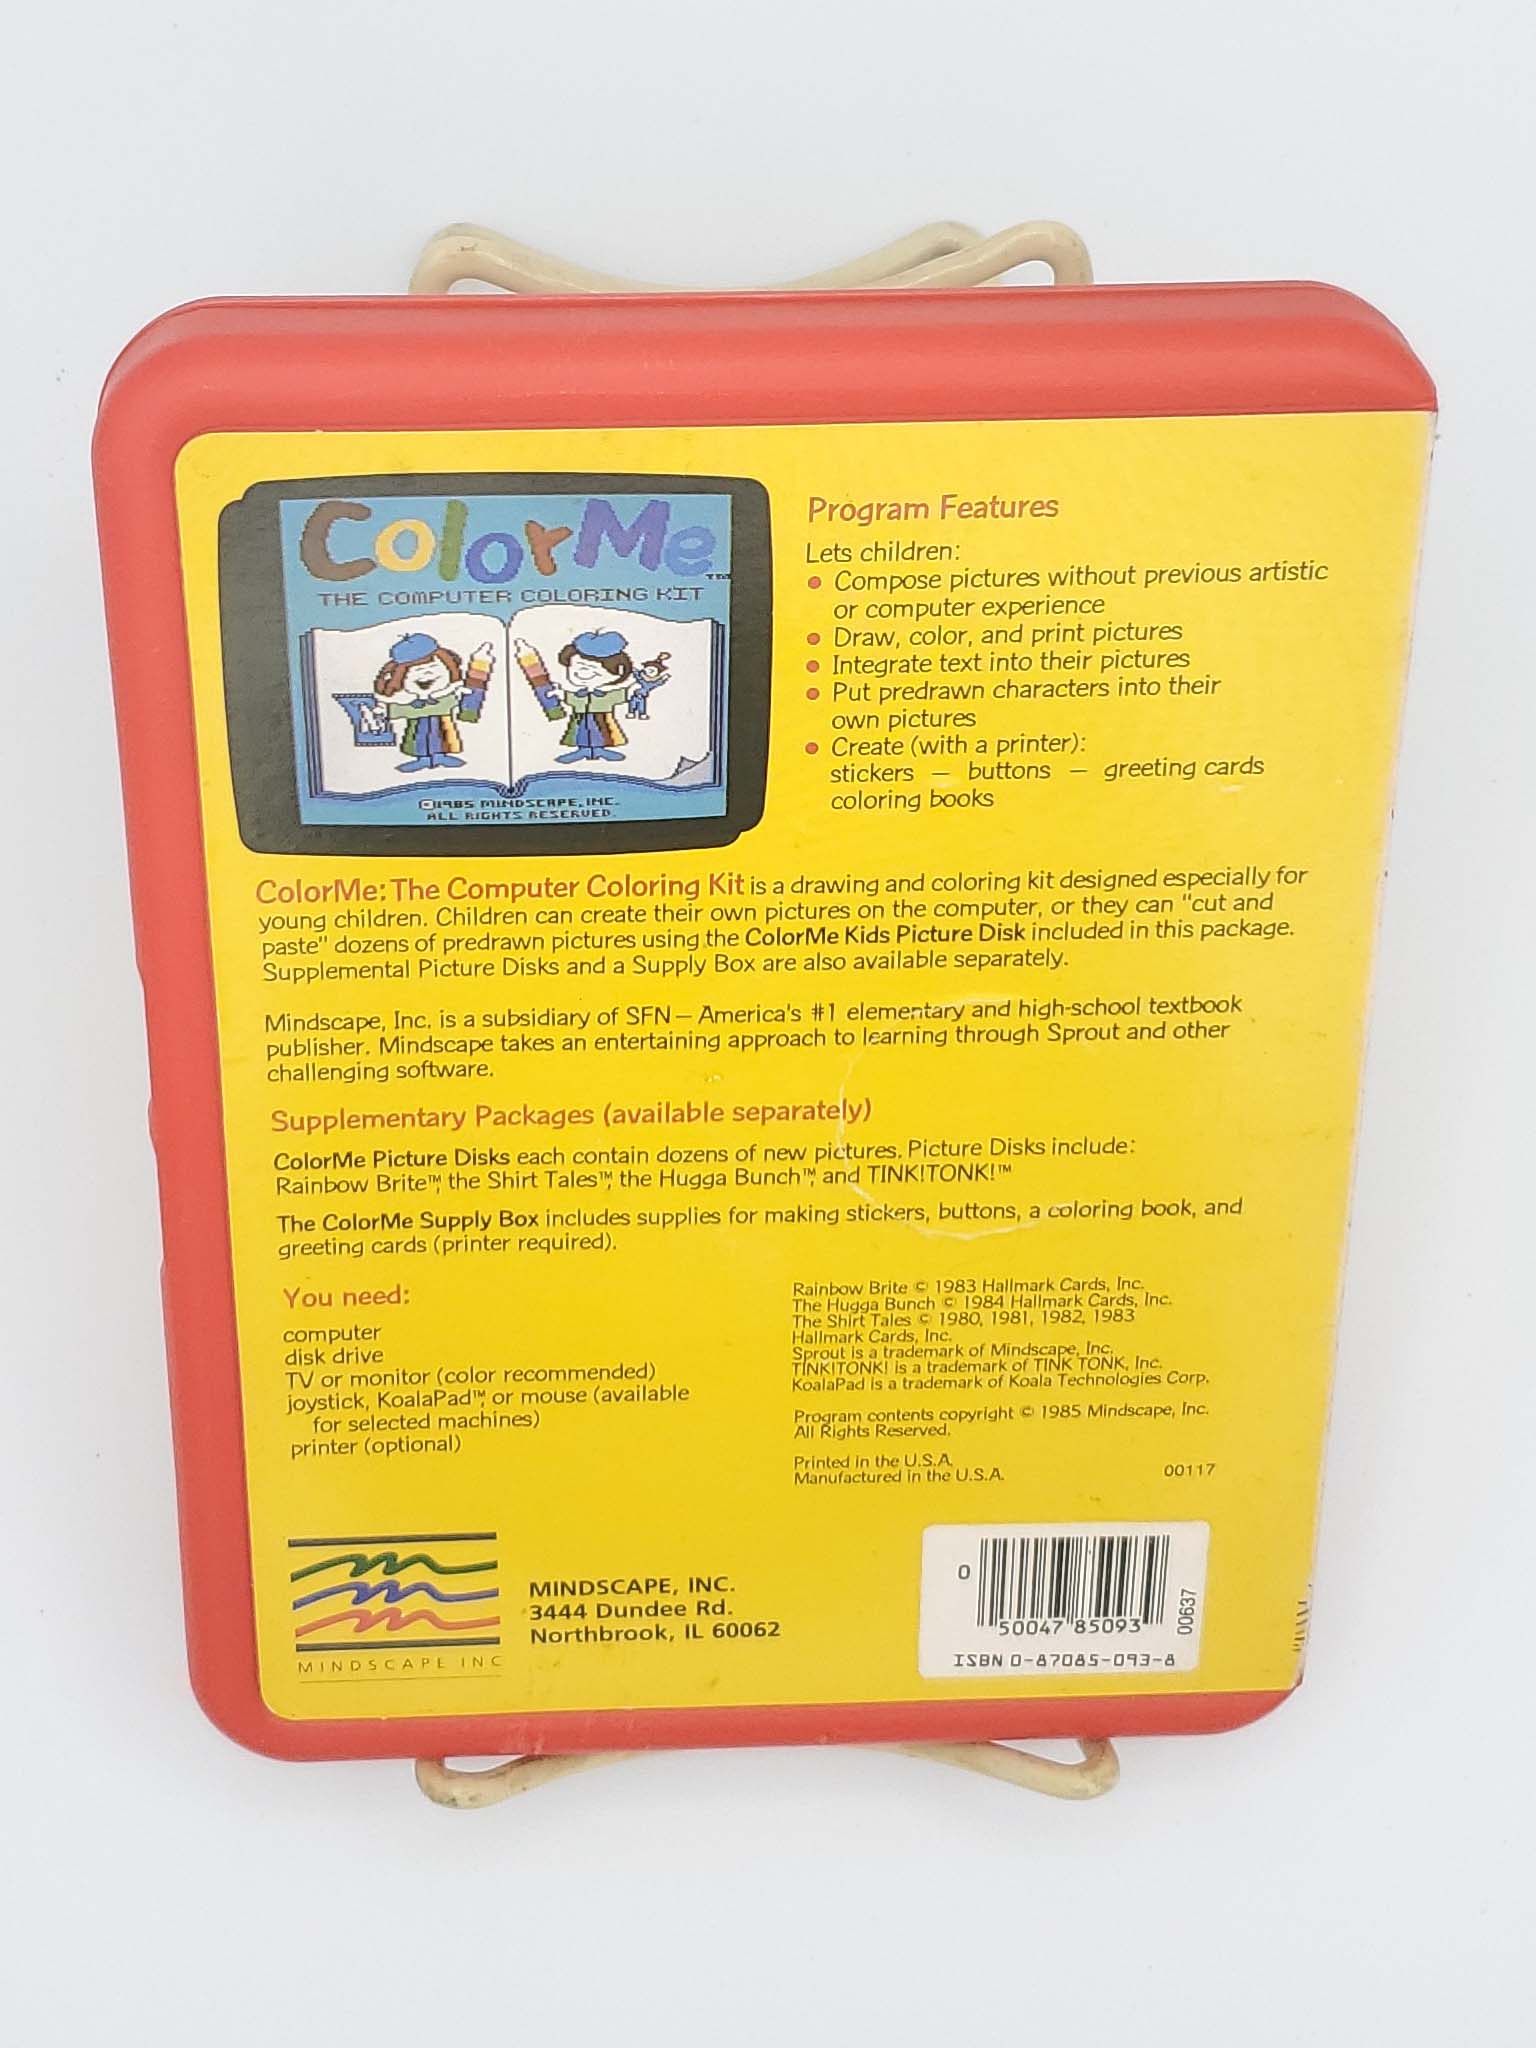 ColorMe™
THE COMPUTER COLORING KIT
©1985 MINDSCAPE, INC.
ALL RIGHTS RESERVED.
Program Features
Lets children:
• Compose pictures without previous artistic
or computer experience
• Draw, color, and print pictures
• Integrate text into their pictures
• Put predrawn characters into their
own pictures
• Create (with a printer):
stickers — buttons — greeting cards
coloring books
ColorMe: The Computer Coloring Kit is a drawing and coloring kit designed especially for
young children. Children can create their own pictures on the computer, or they can "cut and
paste" dozens of predrawn pictures using the ColorMe Kids Picture Disk included in this package.
Supplemental Picture Disks and a Supply Box are also available separately.
Mindscape, Inc. is a subsidiary of SFN — America's #1 elementary and high-school textbook
publisher. Mindscape takes an entertaining approach to learning through Sprout and other
challenging software.
Supplementary Packages (available separately)
ColorMe Picture Disks each contain dozens of new pictures. Picture Disks include:
Rainbow Brite™, the Shirt Tales™, the Hugga Bunch™, and TINK!TONK!™
The ColorMe Supply Box includes supplies for making stickers, buttons, a coloring book, and
greeting cards (printer required).
You need:
computer
disk drive
TV or monitor (color recommended)
joystick, KoalaPad™, or mouse (available
for selected machines)
printer (optional)
Rainbow Brite © 1983 Hallmark Cards, Inc.
The Hugga Bunch © 1984 Hallmark Cards, Inc.
The Shirt Tales © 1980, 1981, 1982, 1983
Hallmark Cards, Inc.
Sprout is a trademark of Mindscape, Inc.
TINK!TONK! is a trademark of TINK TONK, Inc.
KoalaPad is a trademark of Koala Technologies Corp.
Program contents copyright © 1985 Mindscape, Inc.
All Rights Reserved.
Printed in the U.S.A.
Manufactured in the U.S.A.
00117
MINDSCAPE INC
MINDSCAPE, INC.
3444 Dundee Rd.
Northbrook, IL 60062
0
50047 85093
00637
ISBN 0-87085-093-8